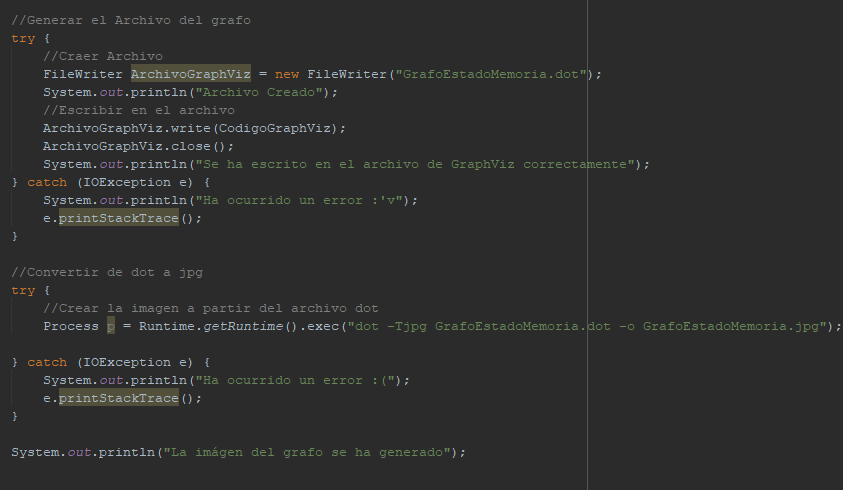 //Generar el Archivo del grafo
try {
//Craer Archivo
FileWriter ArchivoGraphViz = new FileWriter("GrafoEstadoMemoria.dot");
System.out.println("Archivo Creado");
//Escribir en el archivo
ArchivoGraphViz.write(CodigoGraphViz);
ArchivoGraphViz.close();
System.out.println("Se ha escrito en el archivo de GraphViz correctamente");
} catch (IOException e) {
System.out.println("Ha ocurrido un error :'v");
e.printStackTrace();
}
//Convertir de dot a jpg
try {
//Crear la imagen a partir del archivo dot
Process p = Runtime.getRuntime().exec("dot -Tjpg GrafoEstadoMemoria.dot -o GrafoEstadoMemoria.jpg");
} catch (IOException e) {
System.out.println("Ha ocurrido un error :(");
e.printStackTrace();
}
System.out.println("La imágen del grafo se ha generado");